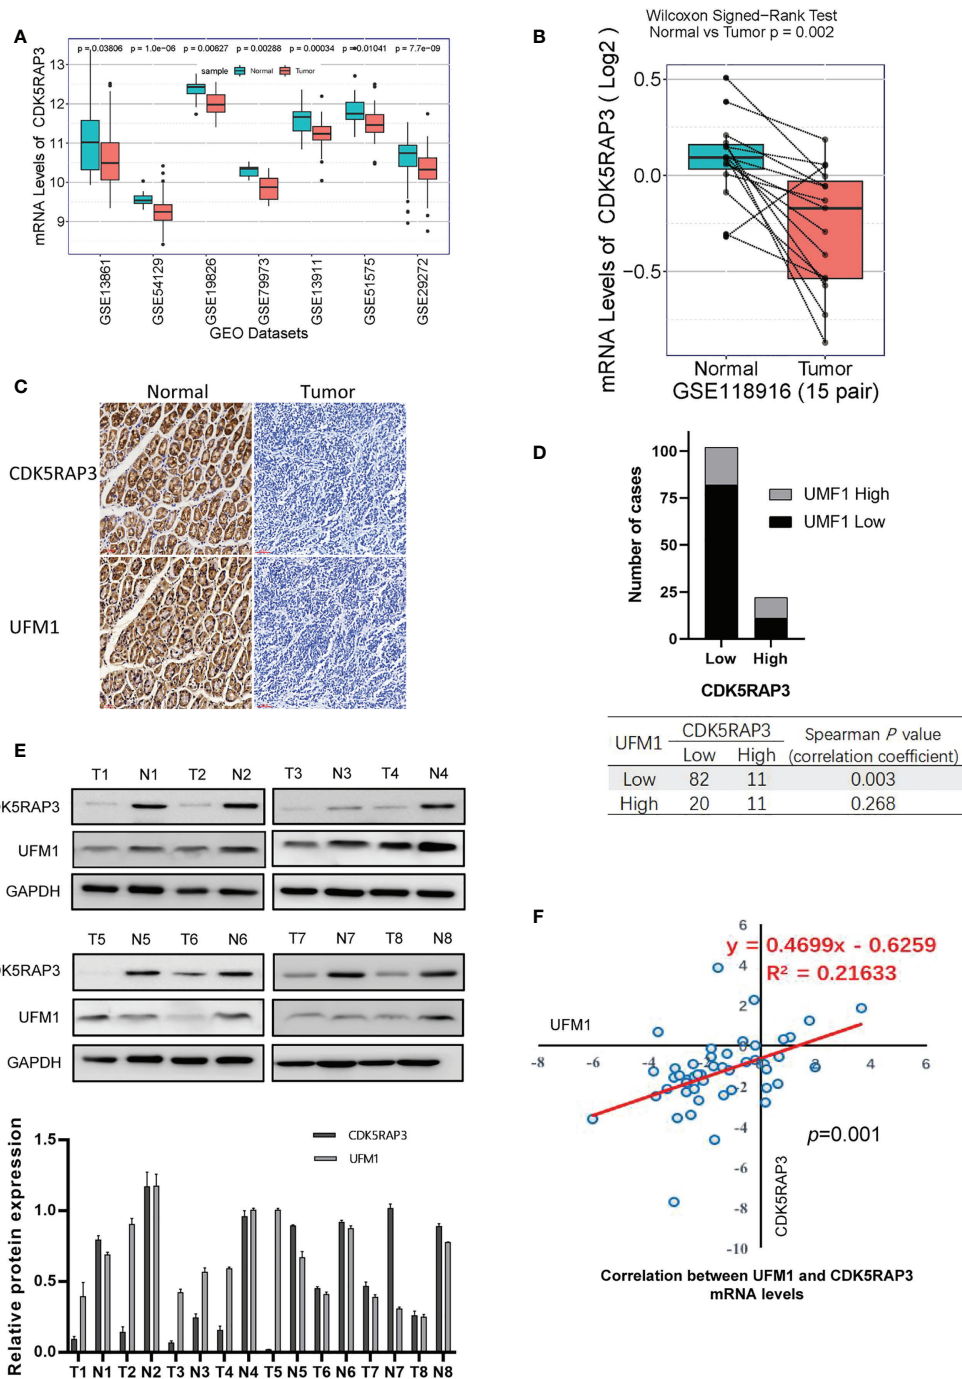 A
p = 0.03806 p = 1.0e-06 p = 0.00627 p = 0.00288 p = 0.00034 p = 0.01041 p = 7.7e-09
sample Normal Tumor
mRNA Levels of CDK5RAP3
13
12
11
10
9
GSE13861
GSE54129
GSE19826
GSE79973
GSE13911
GSE51575
GSE29272
GEO Datasets
B
Wilcoxon Signed-Rank Test
Normal vs Tumor p = 0.002
mRNA Levels of CDK5RAP3 ( Log2 )
0.5
0.0
-0.5
Normal Tumor
GSE118916 (15 pair)
C
Normal Tumor
CDK5RAP3
UFM1
D
Number of cases
100
75
50
25
0
UMF1 High
UMF1 Low
Low High
CDK5RAP3
UFM1 CDK5RAP3 Spearman P value
Low High (correlation coefficient)
Low 82 11 0.003
High 20 11 0.268
E
T1 N1 T2 N2 T3 N3 T4 N4
DK5RAP3
UFM1
GAPDH
T5 N5 T6 N6 T7 N7 T8 N8
DK5RAP3
UFM1
GAPDH
Relative protein expression
1.5
1.0
0.5
0.0
CDK5RAP3
UFM1
T1 N1 T2 N2 T3 N3 T4 N4 T5 N5 T6 N6 T7 N7 T8 N8
F
y = 0.4699x - 0.6259
R² = 0.21633
UFM1
6
4
2
0
-2
-4
-6
-8
-10
-8 -6 -4 -2 0 2 4 6
p=0.001
CDK5RAP3
Correlation between UFM1 and CDK5RAP3
mRNA levels